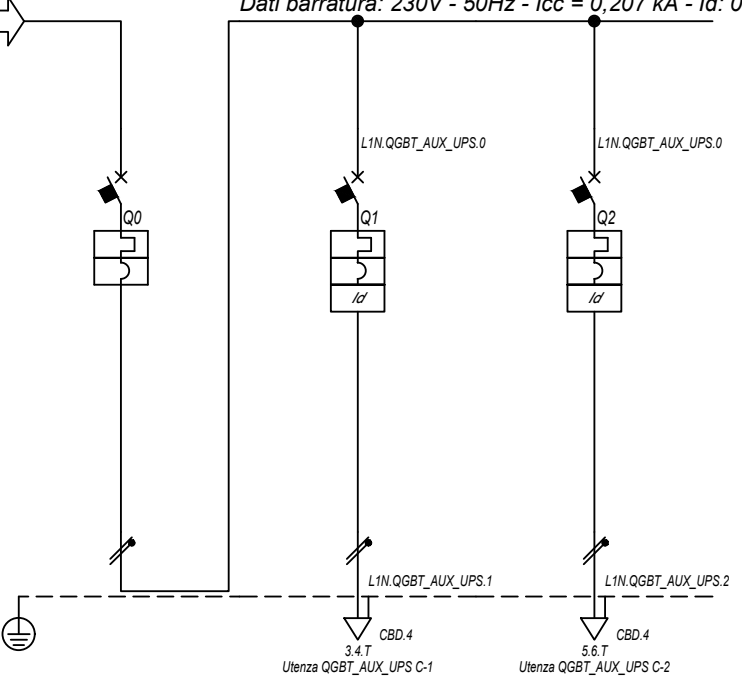 Dati barratura: 230V - 50Hz - Icc = 0,207 kA - Id: 0
L1N.QGBT_AUX_UPS.0
L1N.QGBT_AUX_UPS.0
Q0
Q1
Q2
Id
Id
L1N.QGBT_AUX_UPS.1
L1N.QGBT_AUX_UPS.2
CBD.4
CBD.4
3.4.T
5.6.T
Utenza QGBT_AUX_UPS C-1
Utenza QGBT_AUX_UPS C-2